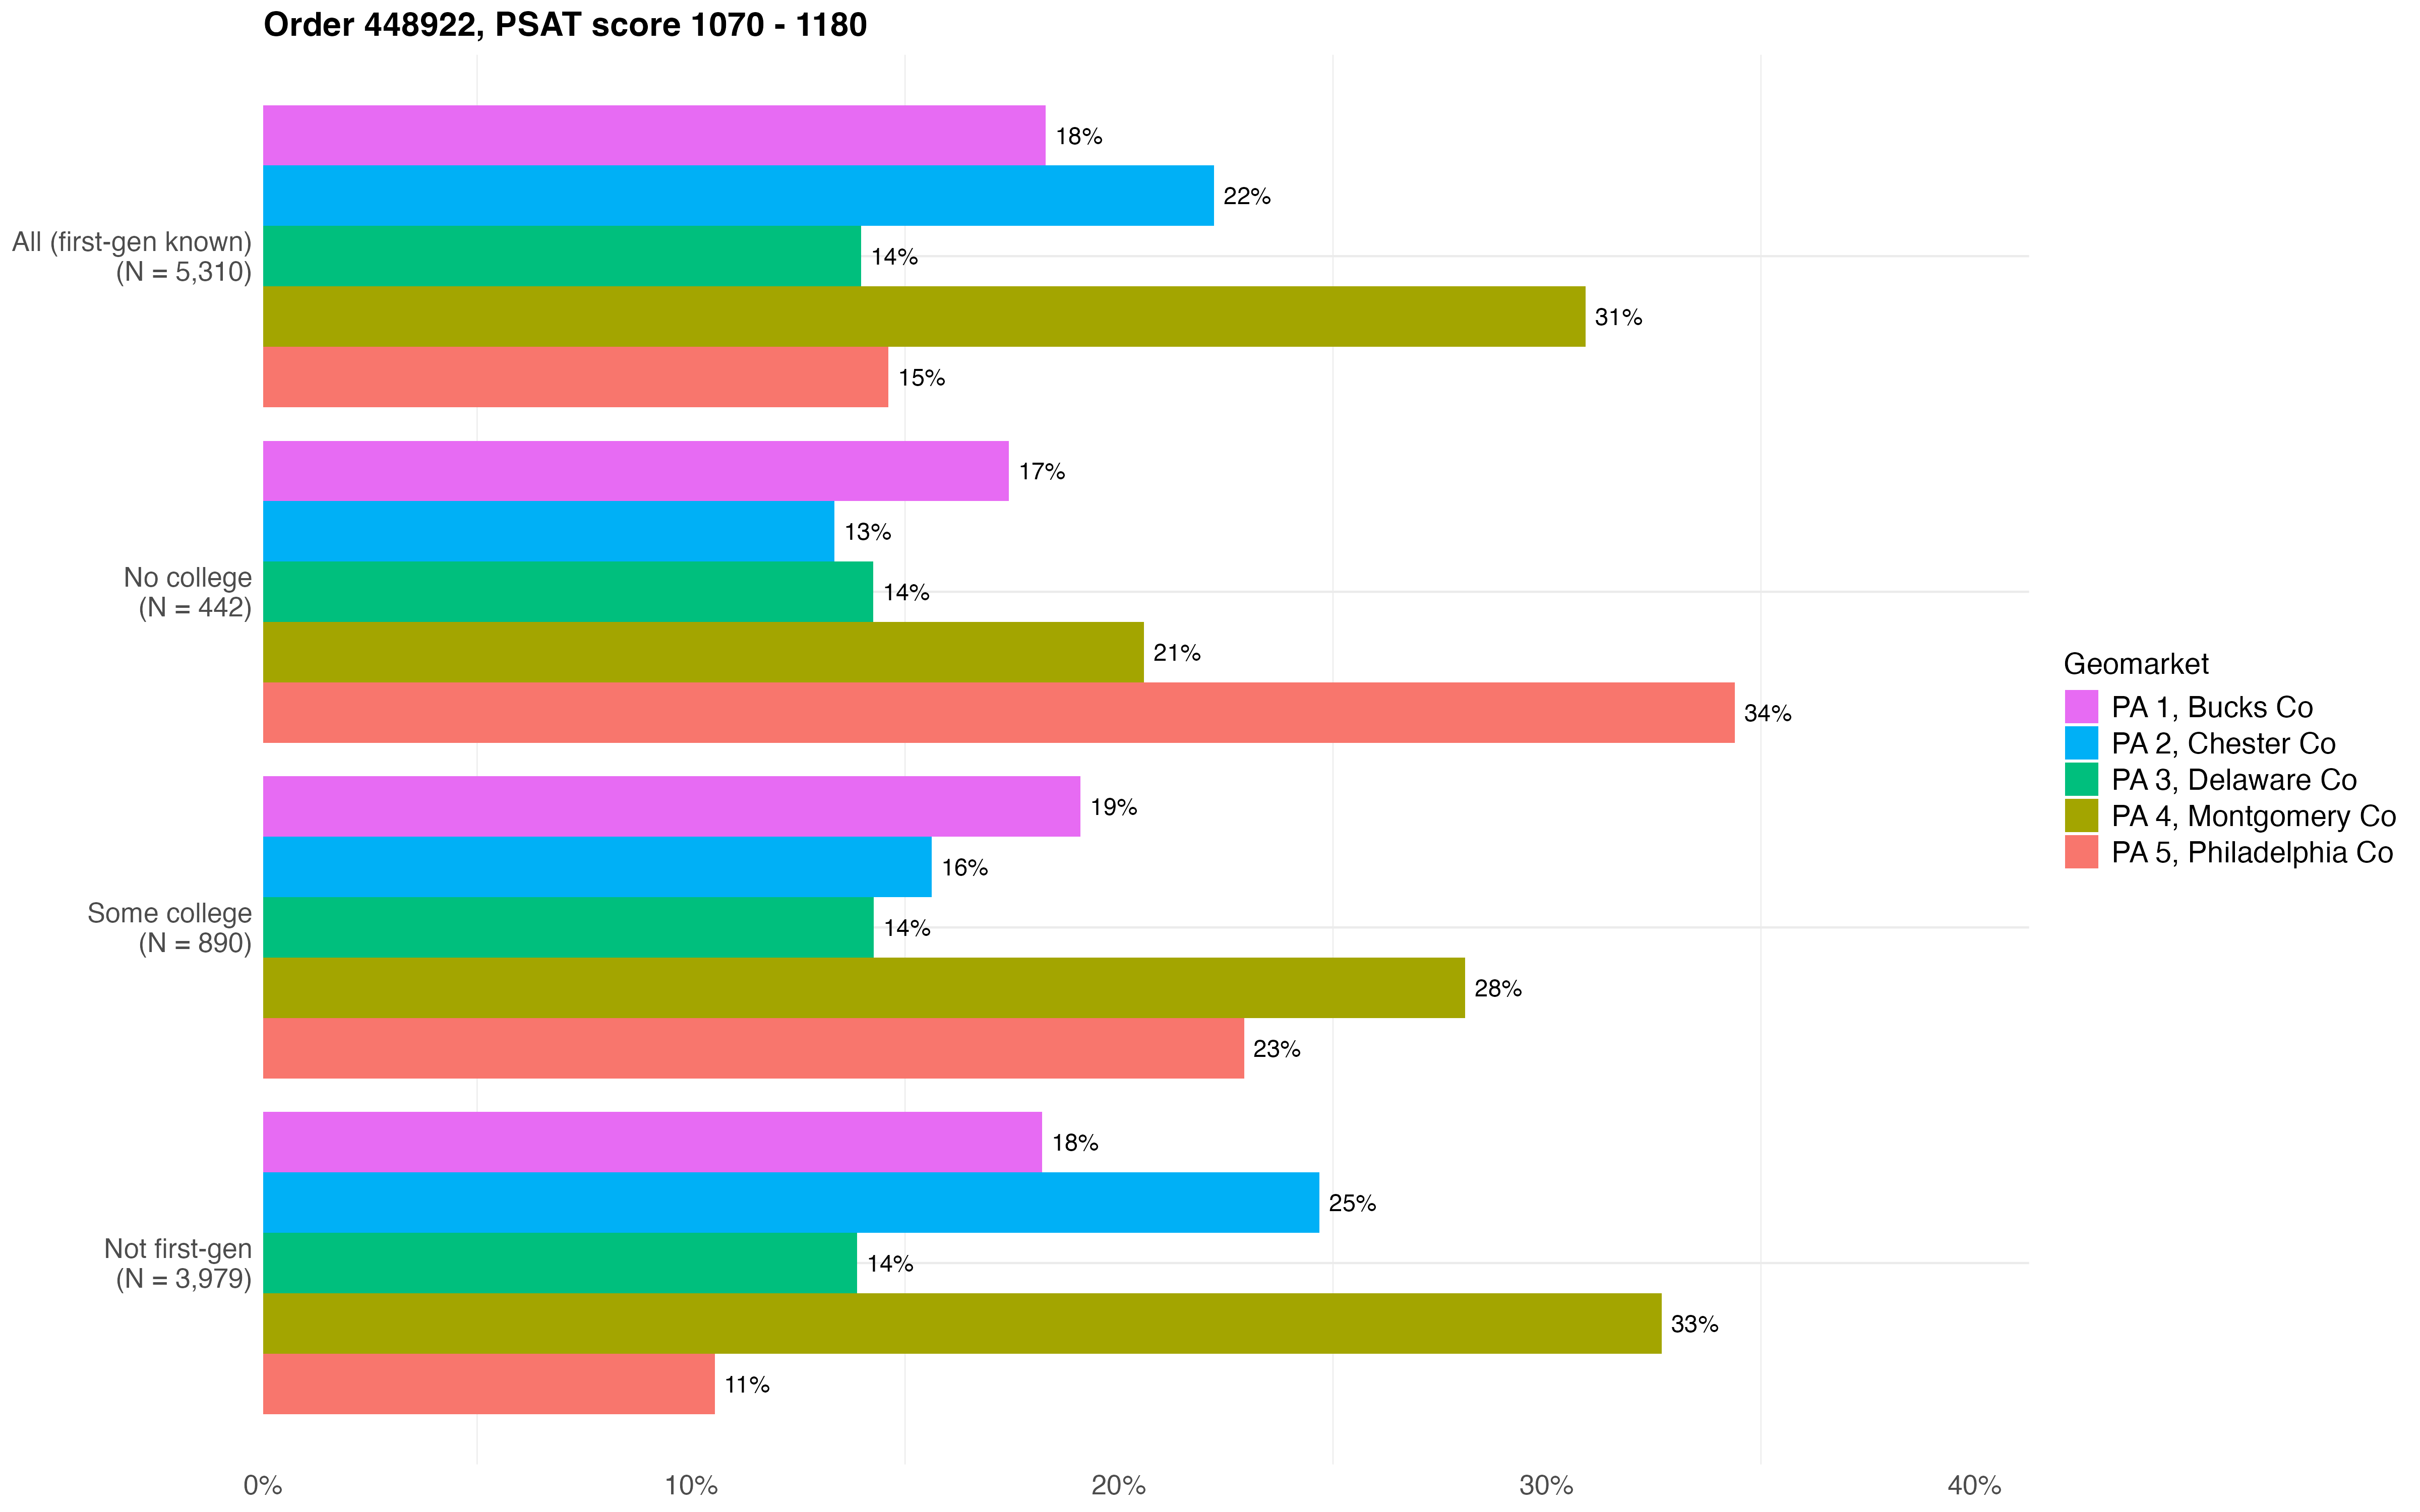 Order 448922, PSAT score 1070 - 1180
All (first-gen known)
(N = 5,310)
18%
22%
14%
31%
15%
No college
(N = 442)
17%
13%
14%
21%
34%
Some college
(N = 890)
19%
16%
14%
28%
23%
Not first-gen
(N = 3,979)
18%
25%
14%
33%
11%
0%
10%
20%
30%
40%
Geomarket
PA 1, Bucks Co
PA 2, Chester Co
PA 3, Delaware Co
PA 4, Montgomery Co
PA 5, Philadelphia Co